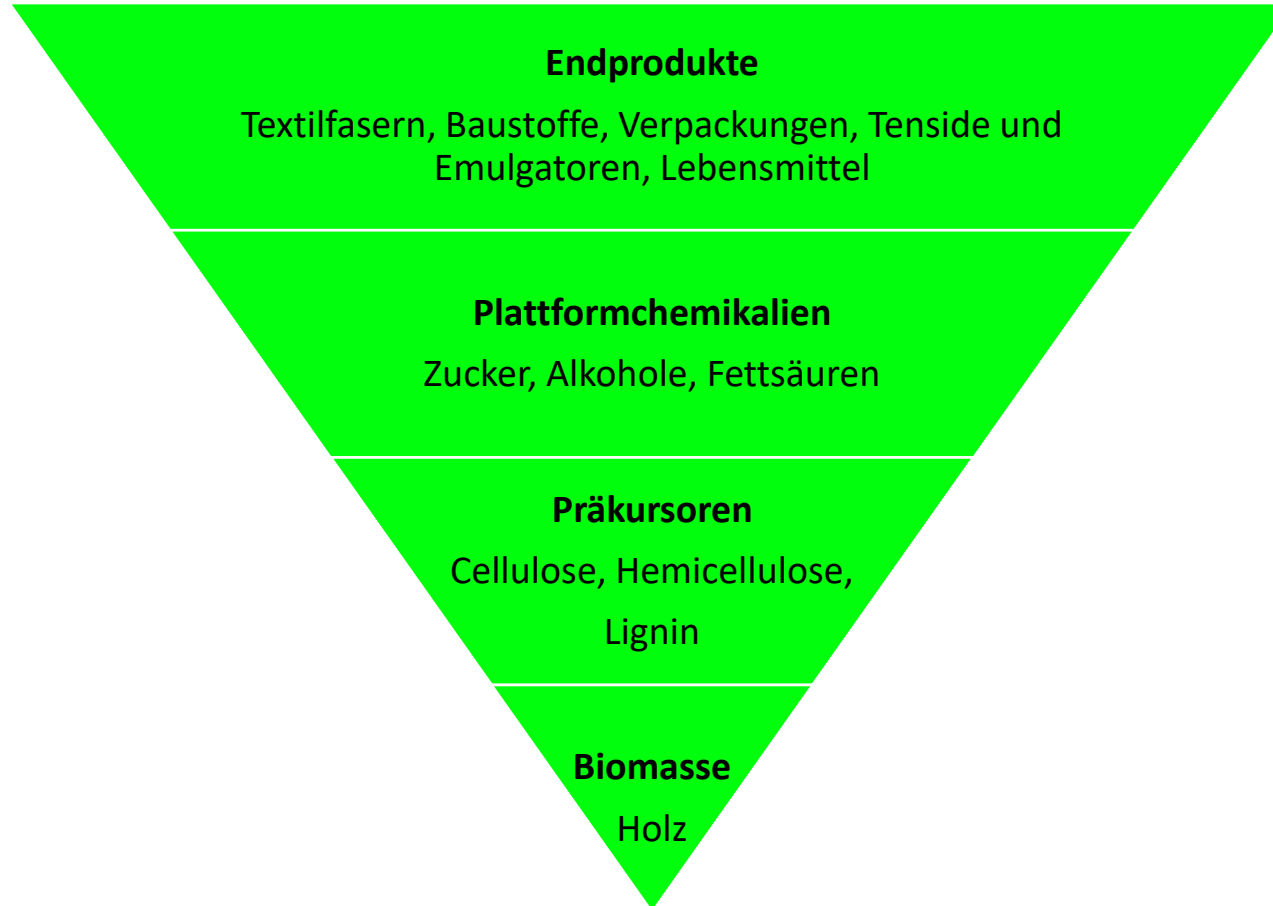 Endprodukte
Textilfasern, Baustoffe, Verpackungen, Tenside und
Emulgatoren, Lebensmittel
Plattformchemikalien
Zucker, Alkohole, Fettsäuren
Präkursoren
Cellulose, Hemicellulose,
Lignin
Biomasse
Holz